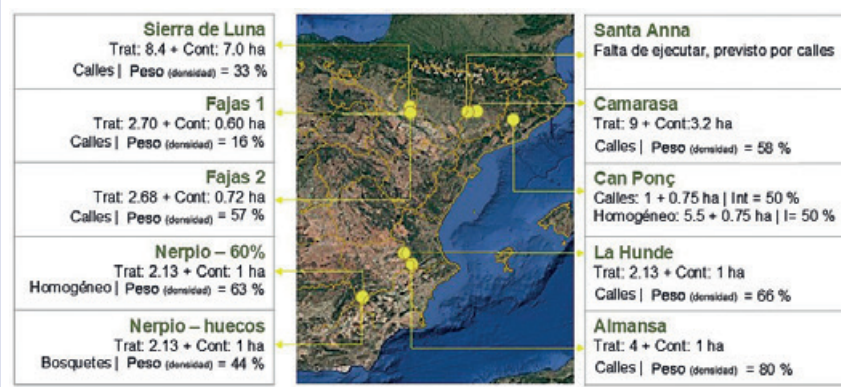 Sierra de Luna
Trat: 8.4 + Cont: 7.0 ha
Calles | Peso (densidad) = 33 %
Fajas 1
Trat: 2.70 + Cont: 0.60 ha
Calles | Peso (densidad) = 16 %
Fajas 2
Trat: 2.68 + Cont: 0.72 ha
Calles | Peso (densidad) = 57 %
Nerpio – 60%
Trat: 2.13 + Cont: 1 ha
Homogéneo | Peso (densidad) = 63 %
Nerpio – huecos
Trat: 2.13 + Cont: 1 ha
Bosquetes | Peso (densidad) = 44 %
Santa Anna
Falta de ejecutar, previsto por calles
Camarasa
Trat: 9 + Cont:3.2 ha
Calles | Peso (densidad) = 58 %
Can Ponç
Calles: 1 + 0.75 ha | Int = 50 %
Homogéneo: 5.5 + 0.75 ha | I= 50 %
La Hunde
Trat: 2.13 + Cont: 1 ha
Calles | Peso (densidad) = 66 %
Almansa
Trat: 4 + Cont: 1 ha
Calles | Peso (densidad) = 80 %